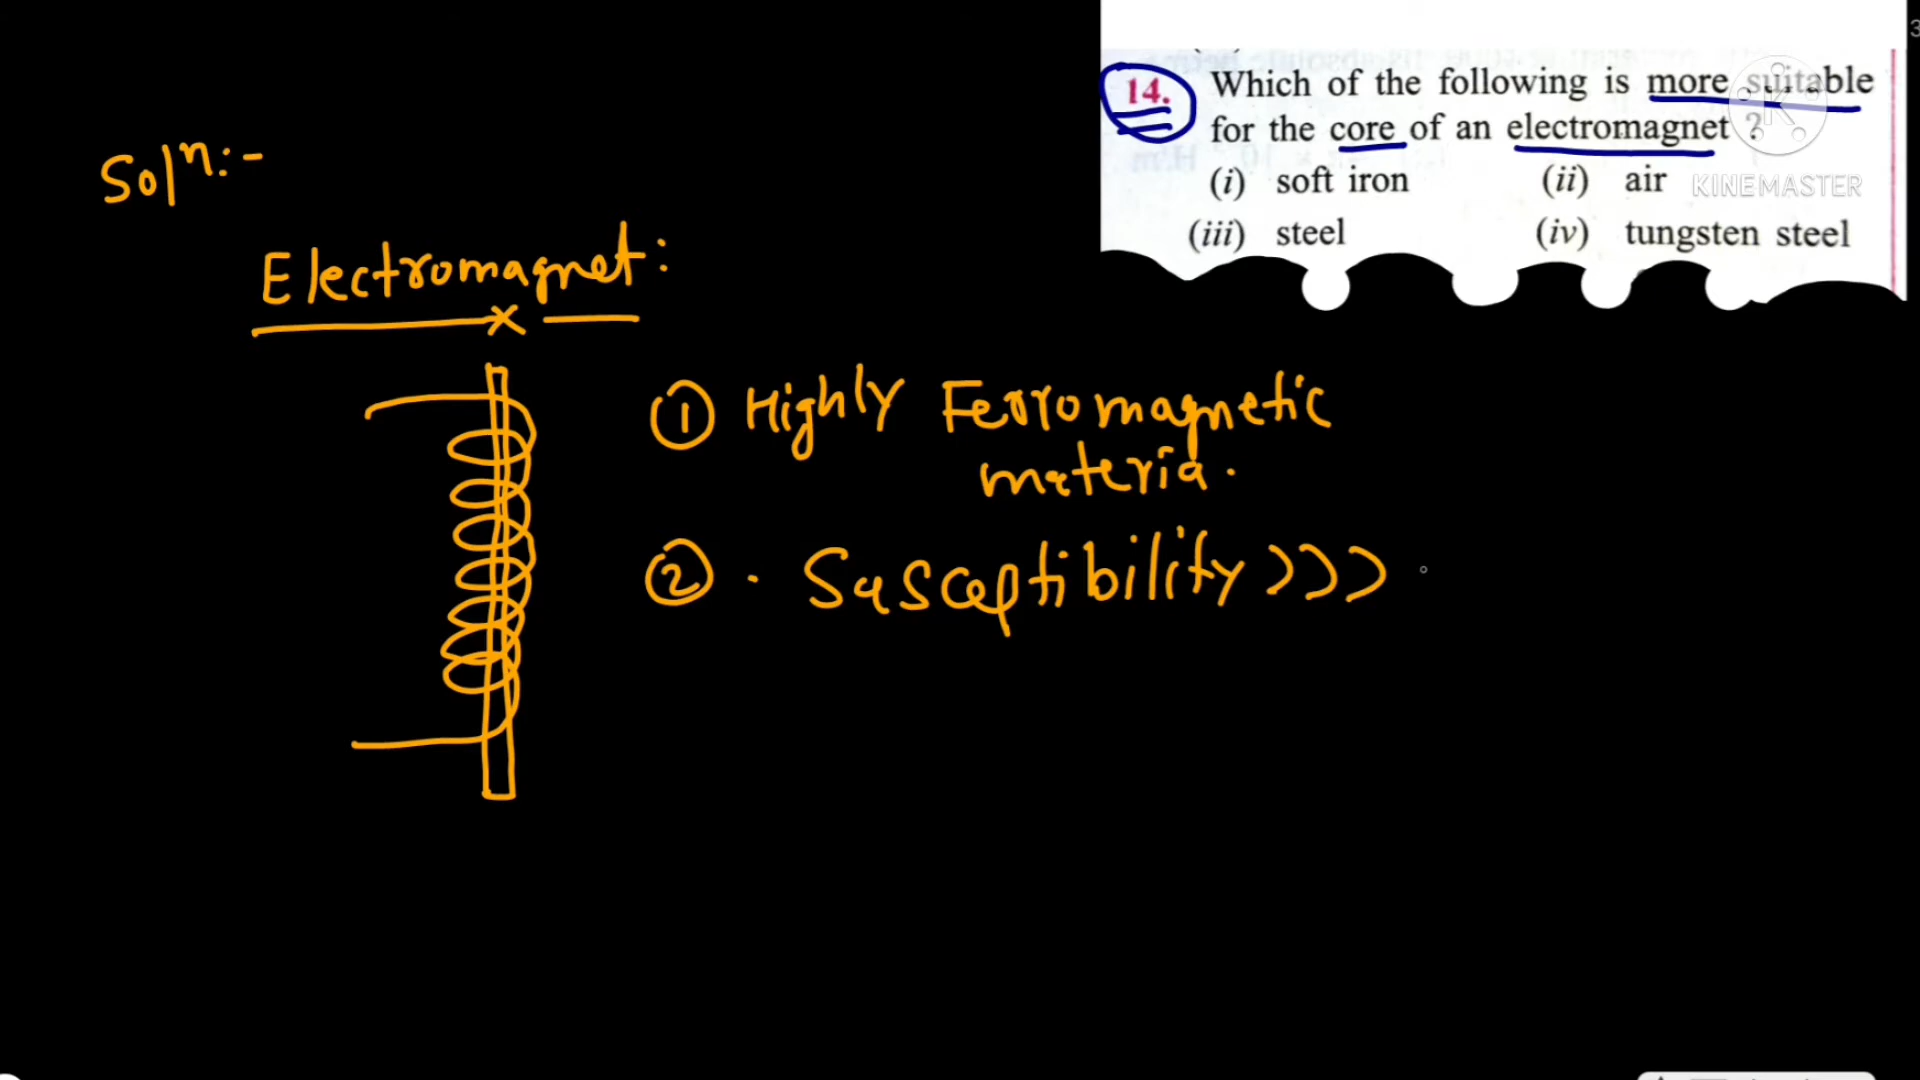 14. Which of the following is more suitable
for the core of an electromagnet ?
(i) soft iron (ii) air
KINEMASTER
(iii) steel (iv) tungsten steel
Solⁿ:-
Electromagnet:
① Highly Ferromagnetic
materia.
② . Susceptibility >>>